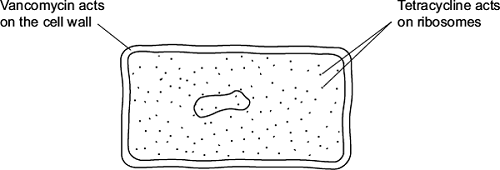 Vancomycin acts
on the cell wall
Tetracycline acts
on ribosomes